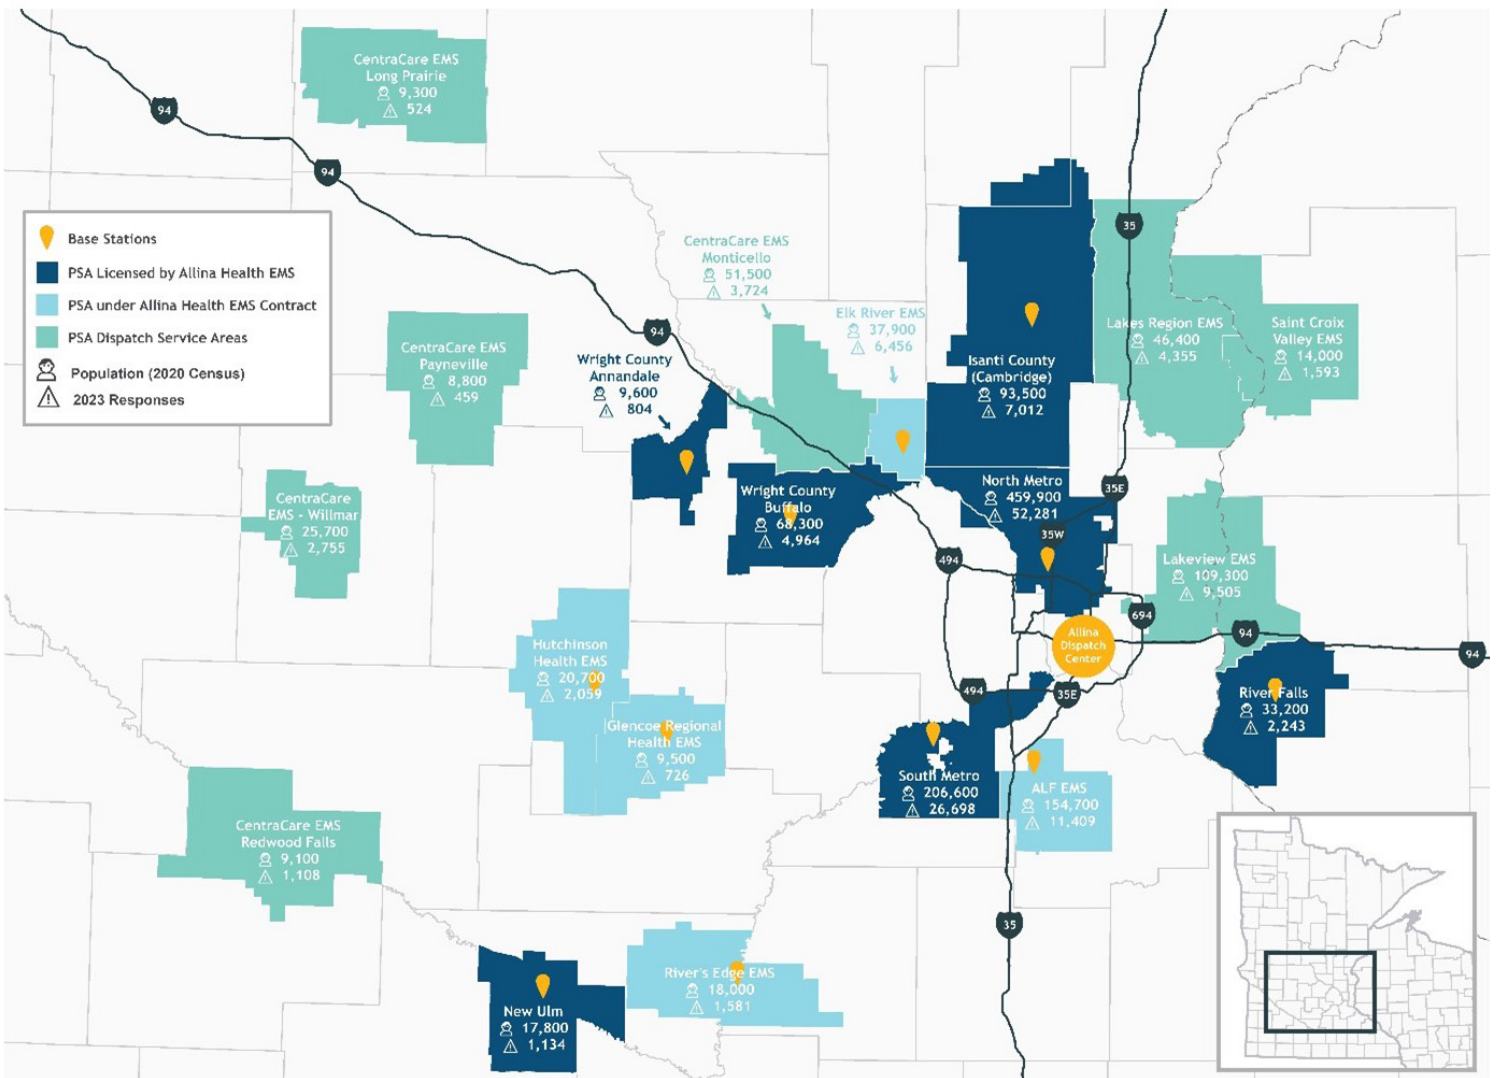 CentraCare EMS
Long Prairie
9,300
524
94
94
35
Base Stations
PSA Licensed by Allina Health EMS
PSA under Allina Health EMS Contract
PSA Dispatch Service Areas
Population (2020 Census)
2023 Responses
CentraCare EMS
Monticello
51,500
3,724
Elk River EMS
37,900
6,456
94
CentraCare EMS
Payneville
8,800
459
Wright County
Annandale
9,600
804
Isanti County
(Cambridge)
93,500
7,012
Lakes Region EMS
46,400
4,355
Saint Croix
Valley EMS
14,000
1,593
CentraCare
EMS - Willmar
25,700
2,755
Wright County
Buffalo
68,300
4,964
North Metro
459,900
52,281
35E
35W
494
Lakeview EMS
109,300
9,505
694
94
94
Allina
Dispatch
Center
Hutchinson
Health EMS
20,700
2,059
Glencoe Regional
Health EMS
9,500
726
494
35E
River Falls
33,200
2,243
South Metro
206,600
26,698
ALF EMS
154,700
11,409
CentraCare EMS
Redwood Falls
9,100
1,108
35
New Ulm
17,800
1,134
River's Edge EMS
18,000
1,581